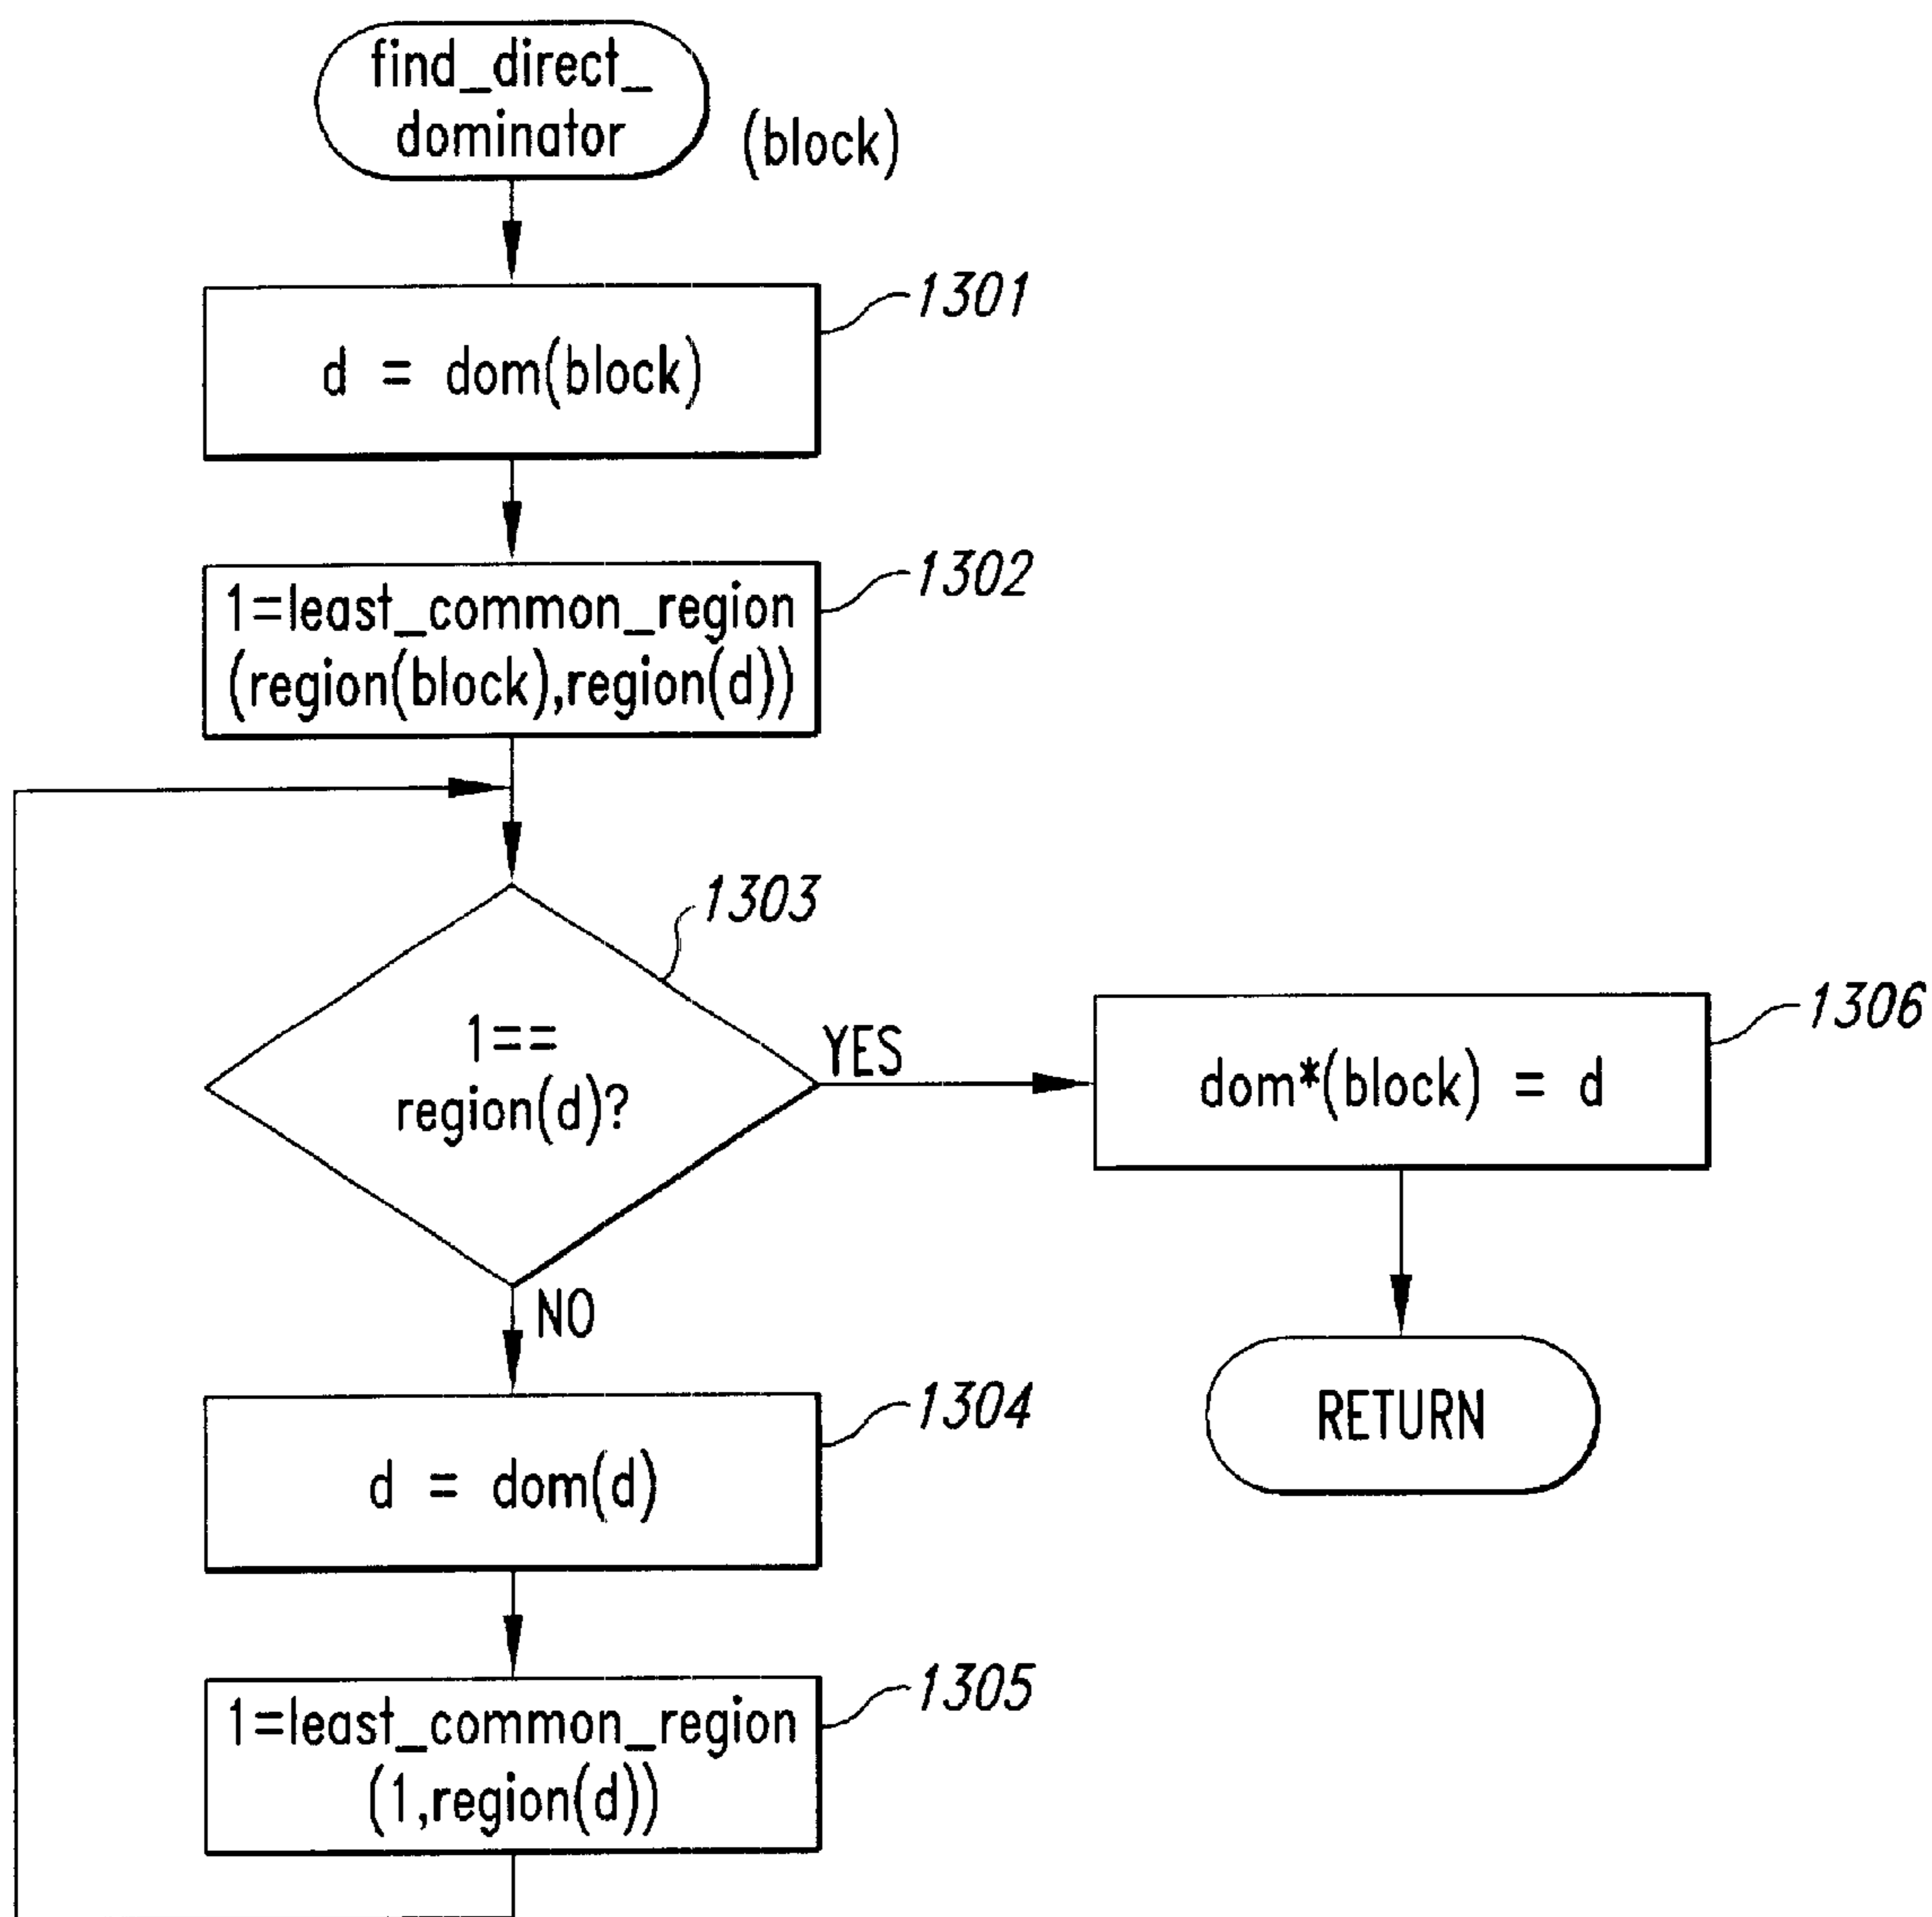 find_direct_
dominator
(block)
1301
d = dom(block)
1302
1=least_common_region
(region(block),region(d))
1303
1==
region(d)?
YES
1306
dom*(block) = d
NO
1304
d = dom(d)
RETURN
1305
1=least_common_region
(1,region(d))